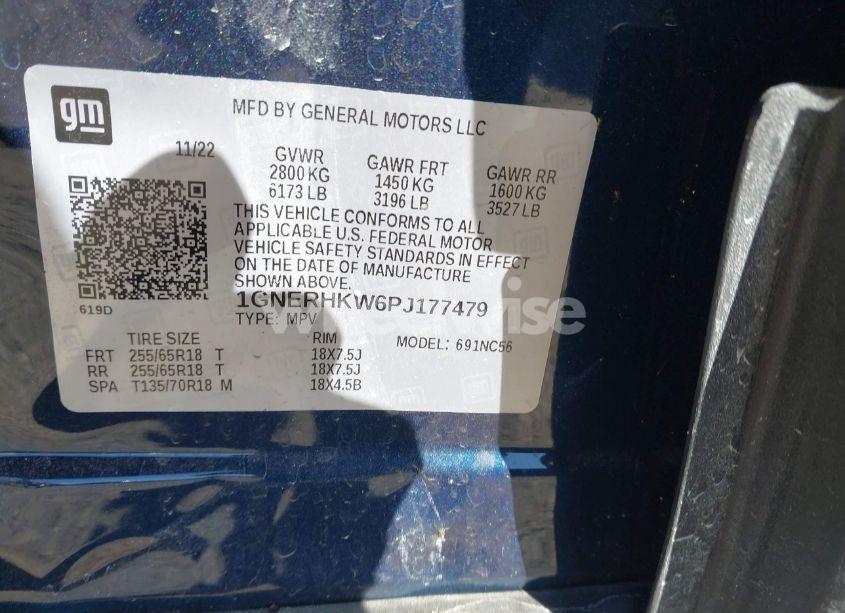 gm
MFD BY GENERAL MOTORS LLC
11/22
GVWR
2800 KG
6173 LB
GAWR FRT
1450 KG
3196 LB
GAWR RR
1600 KG
3527 LB
THIS VEHICLE CONFORMS TO ALL
APPLICABLE U.S. FEDERAL MOTOR
VEHICLE SAFETY STANDARDS IN EFFECT
ON THE DATE OF MANUFACTURE
SHOWN ABOVE.
619D
1GNERHKW6PJ177479
TYPE: MPV
MODEL: 691NC56
TIRE SIZE RIM
FRT 255/65R18 T 18X7.5J
RR 255/65R18 T 18X7.5J
SPA T135/70R18 M 18X4.5B